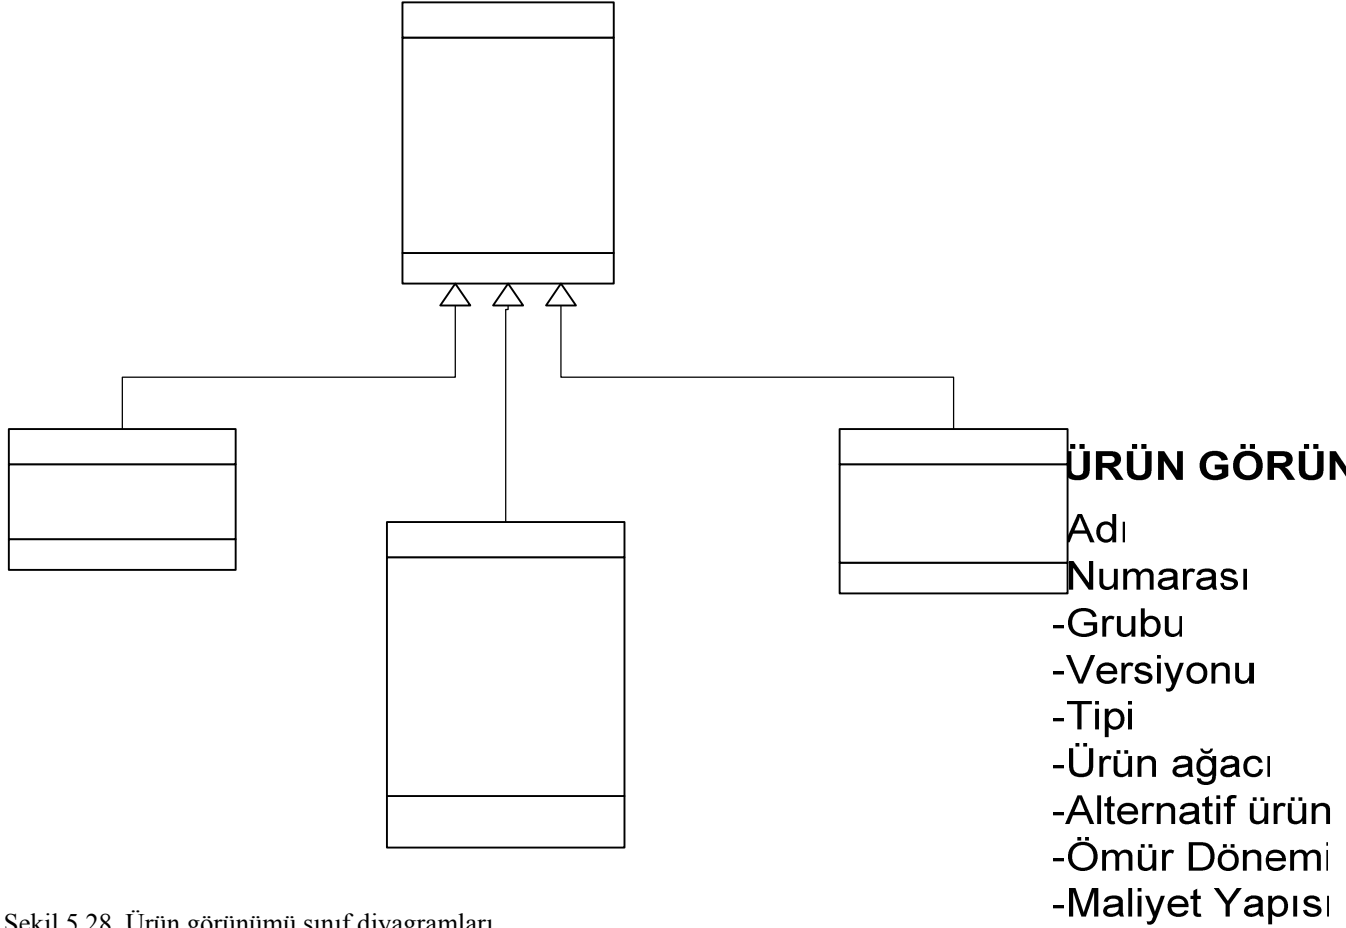 ÜRÜN GÖRÜN
Adı
Numarası
-Grubu
-Versiyonu
-Tipi
-Ürün ağacı
-Alternatif ürün
-Ömür Dönemi
-Maliyet Yapısı
Şekil 5.28. Ürün görünümü sınıf diyagramları